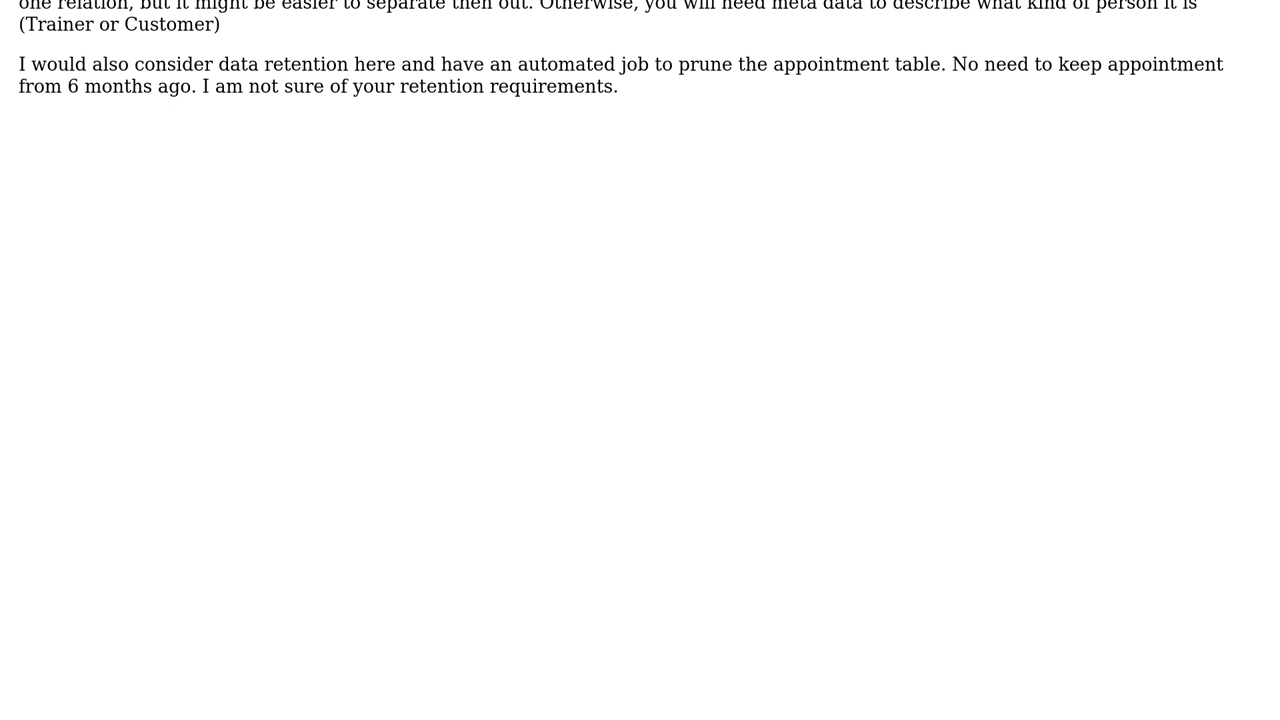 one relation, but it might be easier to separate then out. Otherwise, you will need meta data to describe what kind of person it is
(Trainer or Customer)
I would also consider data retention here and have an automated job to prune the appointment table. No need to keep appointment
from 6 months ago. I am not sure of your retention requirements.